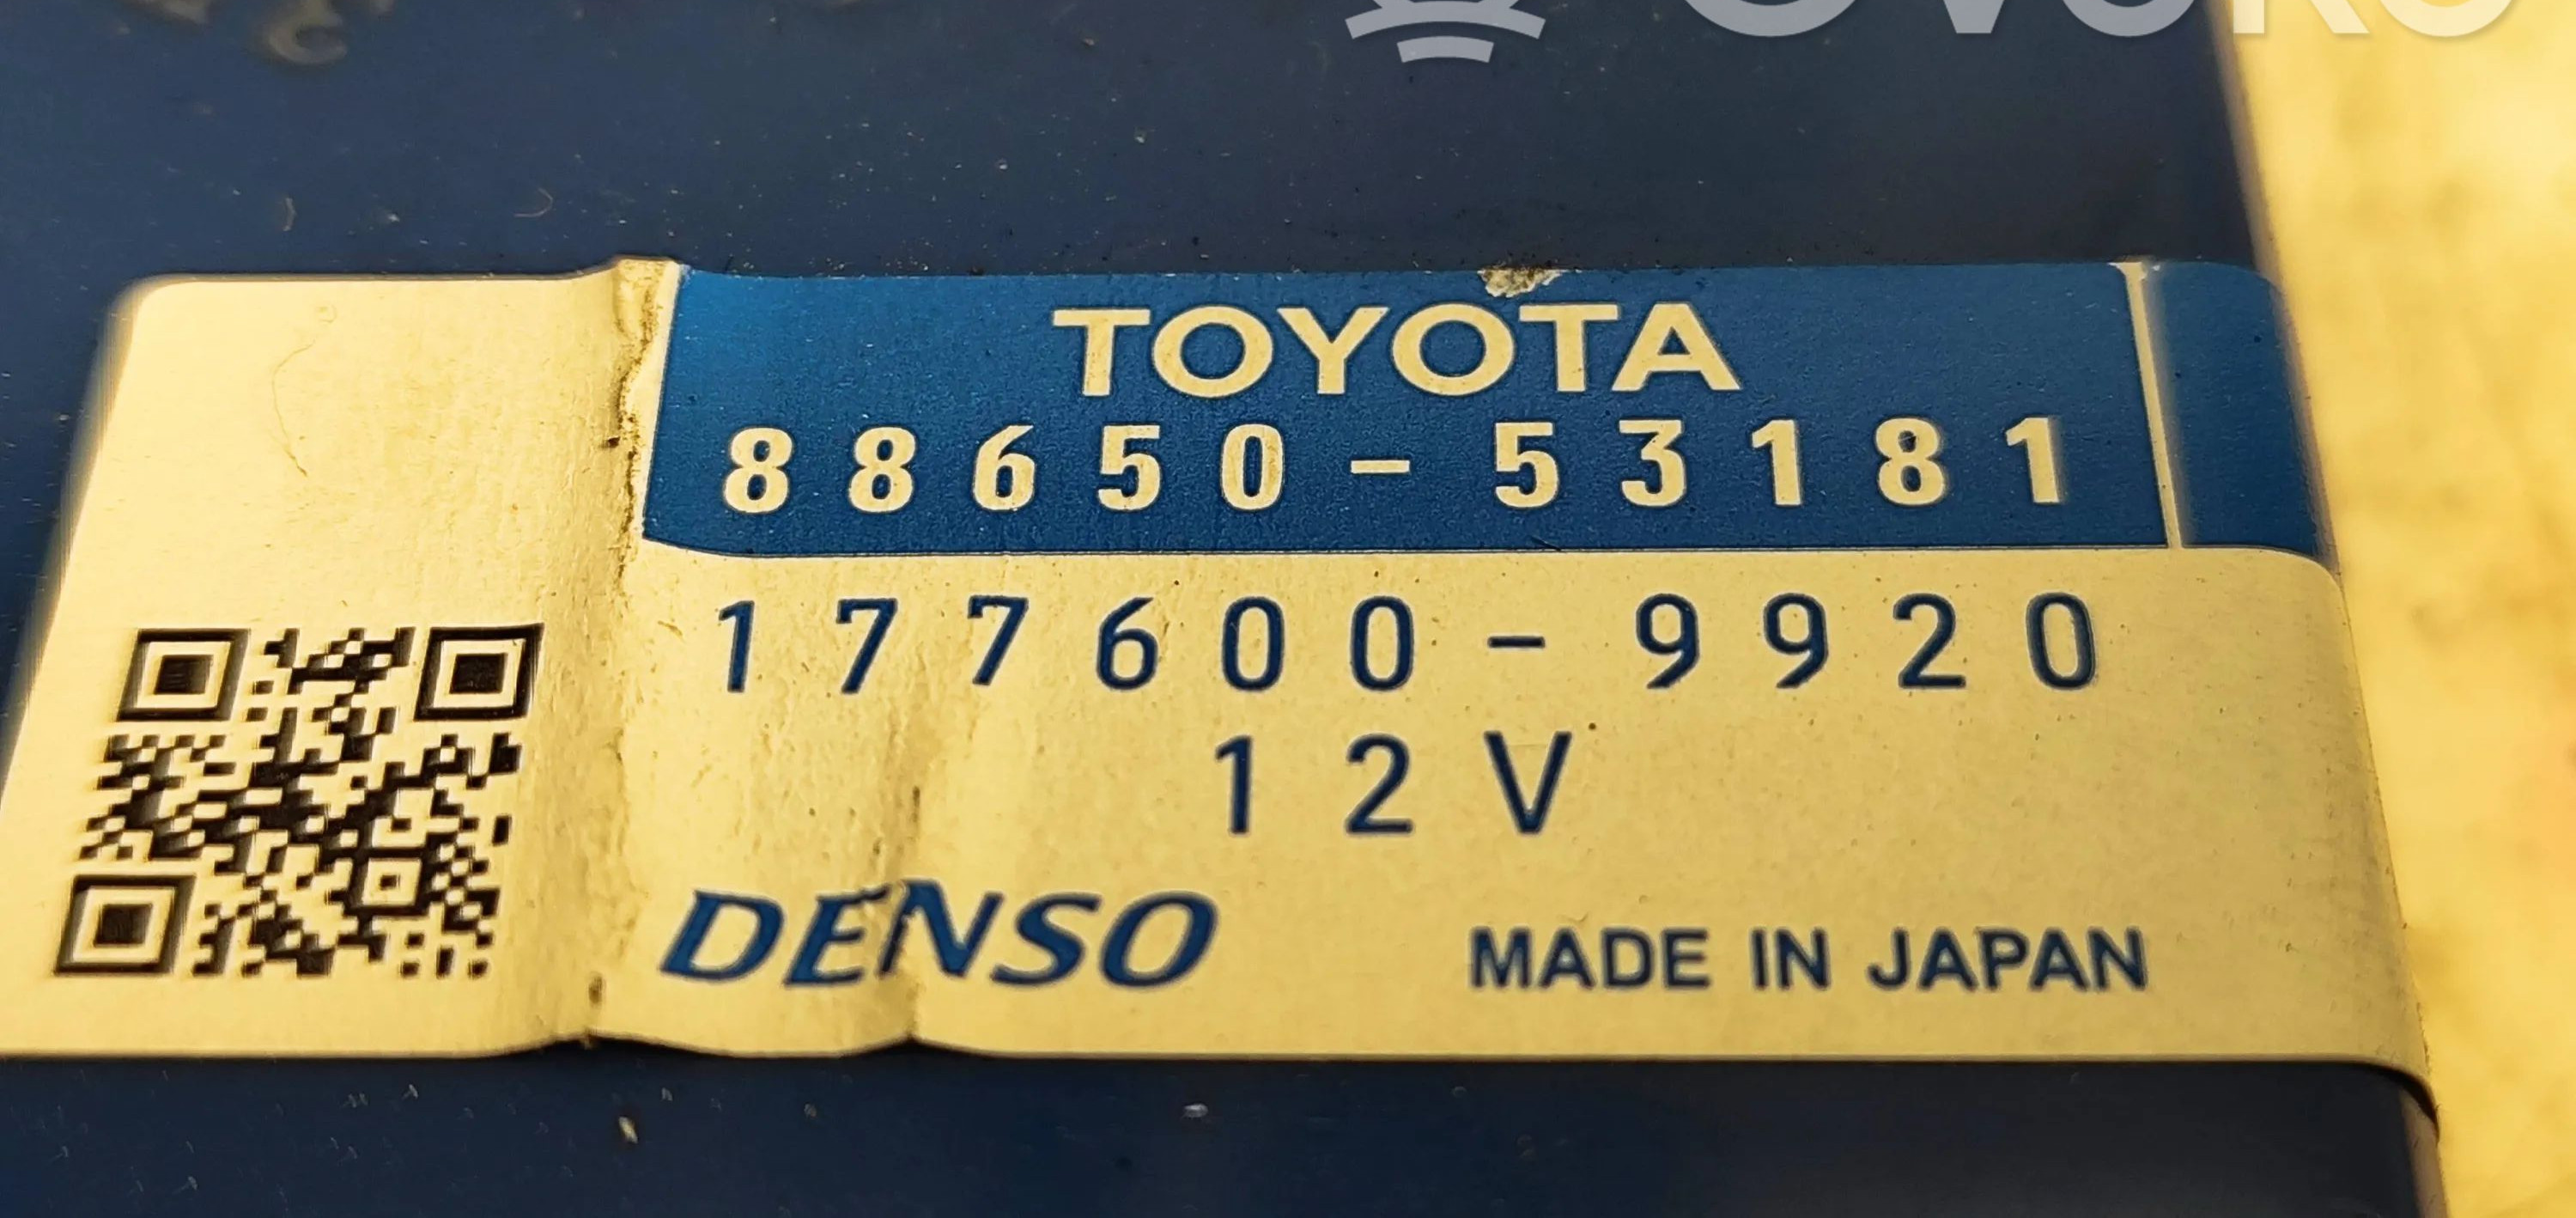 TOYOTA
88650-53181
177600-9920
12V
DENSO
MADE IN JAPAN